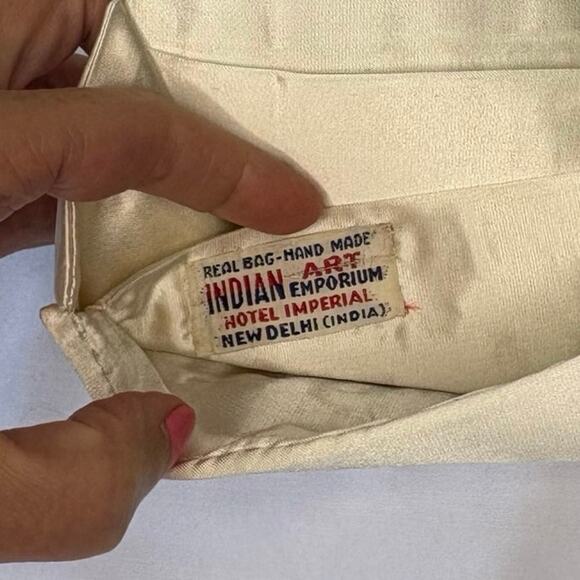 REAL BAG-HAND MADE
INDIAN ART EMPORIUM
HOTEL IMPERIAL
NEW DELHI (INDIA)